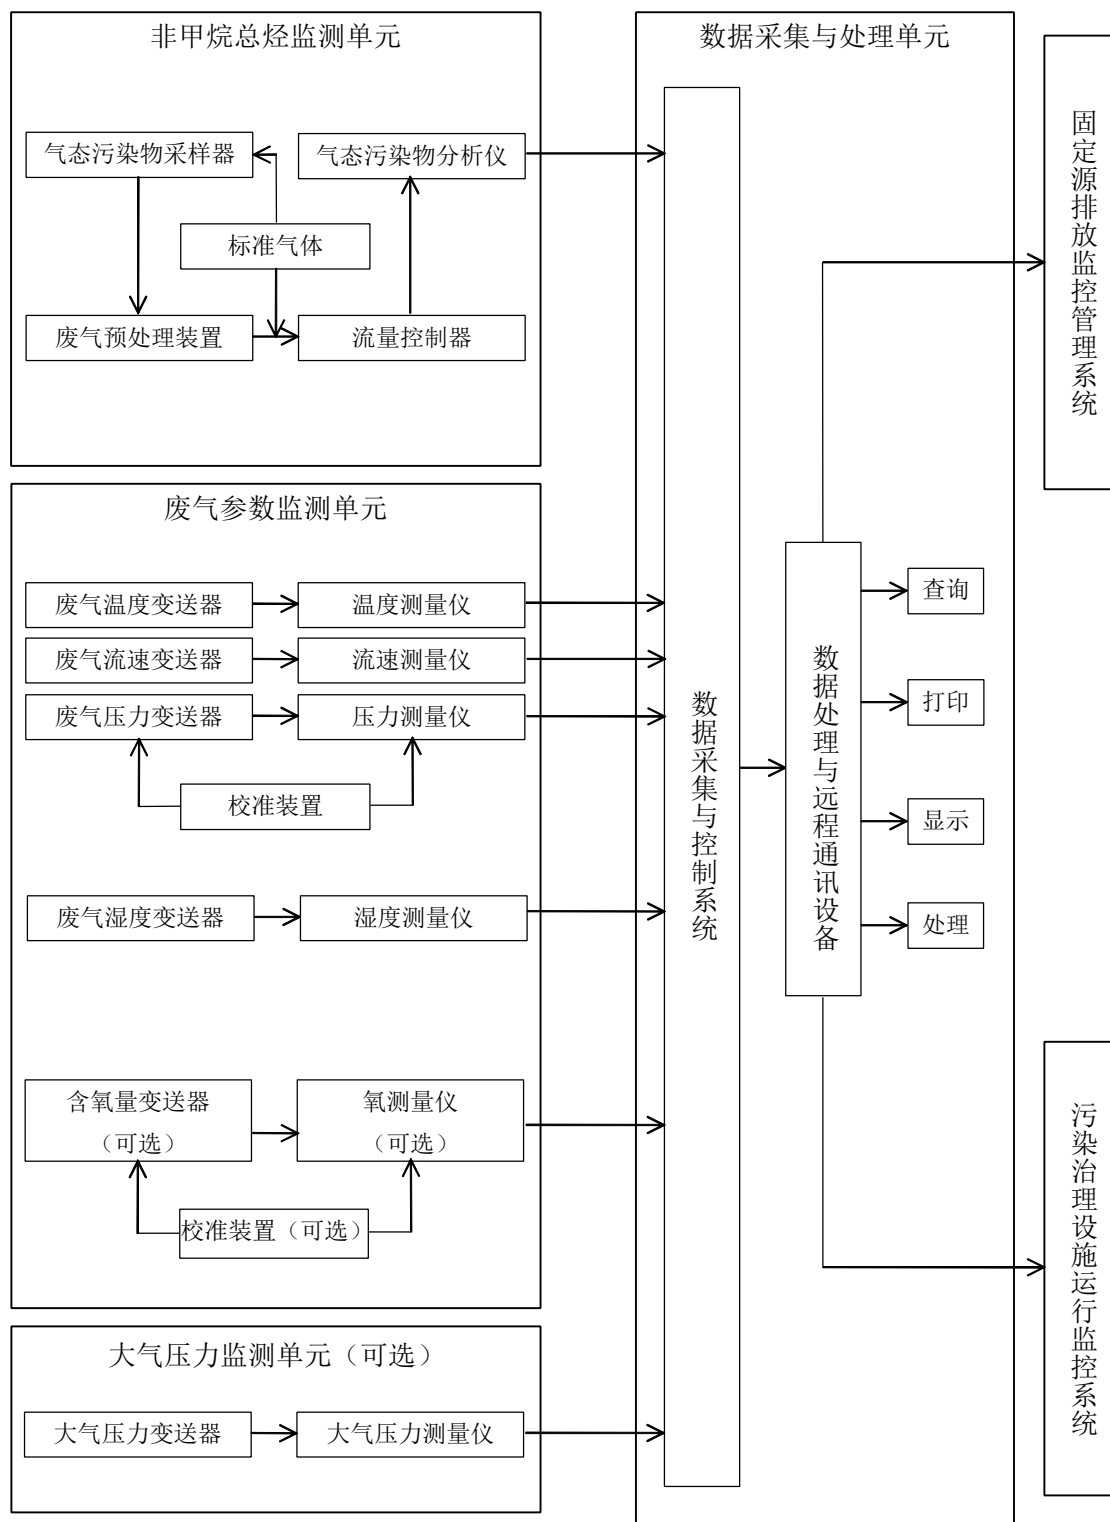 非甲烷总烃监测单元
气态污染物采样器
气态污染物分析仪
标准气体
废气预处理装置
流量控制器
废气参数监测单元
废气温度变送器
温度测量仪
废气流速变送器
流速测量仪
废气压力变送器
压力测量仪
校准装置
废气湿度变送器
湿度测量仪
含氧量变送器
（可选）
氧测量仪
（可选）
校准装置（可选）
大气压力监测单元（可选）
大气压力变送器
大气压力测量仪
数据采集与处理单元
数据采集与控制系统
数据处理与远程通讯设备
查询
打印
显示
处理
固定源排放监控管理系统
污染治理设施运行监控系统